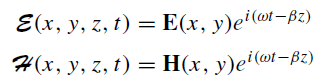 𝓔(x, y, z, t) = 𝐄(x, y)e^{i(ωt−βz)}
𝓗(x, y, z, t) = 𝐇(x, y)e^{i(ωt−βz)}